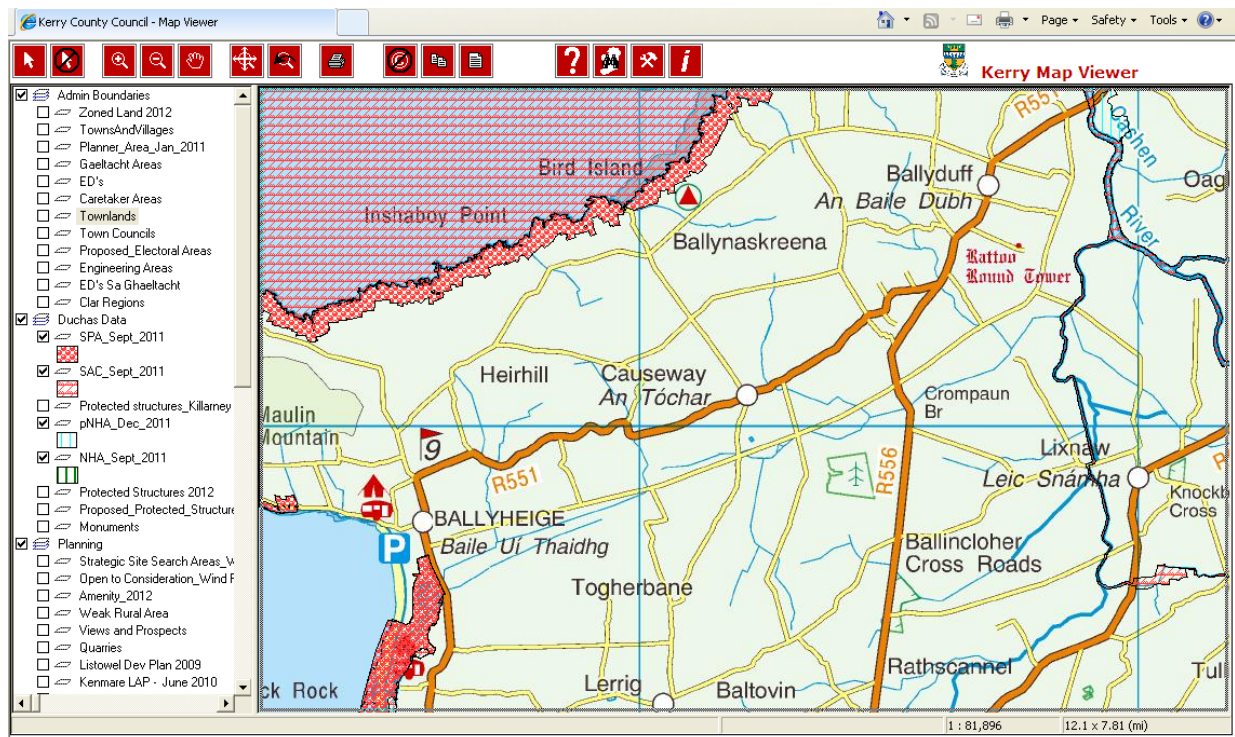 Kerry County Council - Map Viewer
Page
Safety
Tools
Kerry Map Viewer
Admin Boundaries
Zoned Land 2012
TownsAndVillages
Planner_Area_Jan_2011
Gaeltacht Areas
ED's
Caretaker Areas
Townlands
Town Councils
Proposed_Electoral Areas
Engineering Areas
ED's Sa Ghaeltacht
Clar Regions
Duchas Data
SPA_Sept_2011
SAC_Sept_2011
Protected structures_Killarney
pNHA_Dec_2011
NHA_Sept_2011
Protected Structures 2012
Proposed_Protected_Structure
Monuments
Planning
Strategic Site Search Areas_W
Open to Consideration_Wind F
Amenity_2012
Weak Rural Area
Views and Prospects
Quarries
Listowel Dev Plan 2009
Kenmare LAP - June 2010
R551
Cashen
River
Bird Island
Ballyduff
An Baile Dubh
Oag
Inshaboy Point
Ballynaskreena
Rattoo
Round Tower
Heirhill
Causeway
An Tóchar
Crompaun
Br
Maulin
Mountain
9
R551
R556
Lixnaw
Leic Snámha
R
Knockb
Cross
BALLYHEIGE
Baile Uí Thaidhg
P
Ballincloher
Cross Roads
Togherbane
Rathscannel
Tull
ck Rock
Lerrig
Baltovin
1 : 81,896
12.1 x 7.81 (mi)